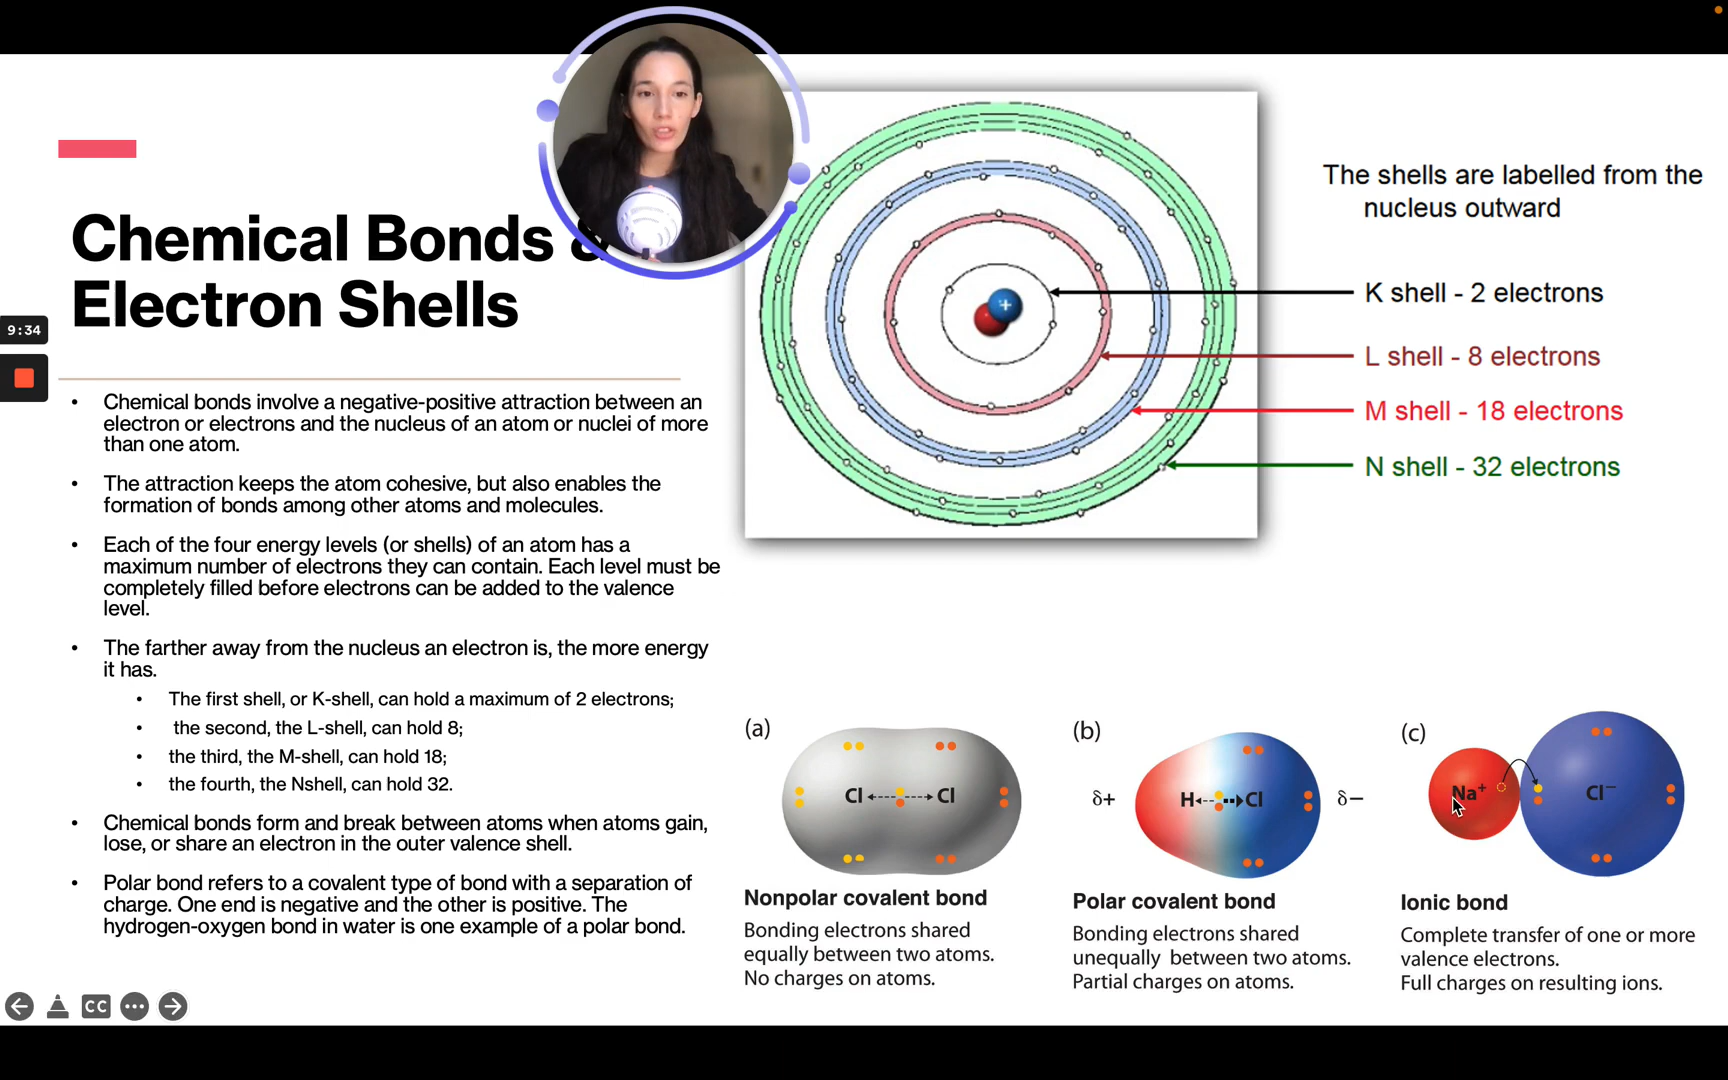 Chemical Bonds &
Electron Shells
9:34
• Chemical bonds involve a negative-positive attraction between an
electron or electrons and the nucleus of an atom or nuclei of more
than one atom.
• The attraction keeps the atom cohesive, but also enables the
formation of bonds among other atoms and molecules.
• Each of the four energy levels (or shells) of an atom has a
maximum number of electrons they can contain. Each level must be
completely filled before electrons can be added to the valence
level.
• The farther away from the nucleus an electron is, the more energy
it has.
• The first shell, or K-shell, can hold a maximum of 2 electrons;
• the second, the L-shell, can hold 8;
• the third, the M-shell, can hold 18;
• the fourth, the Nshell, can hold 32.
• Chemical bonds form and break between atoms when atoms gain,
lose, or share an electron in the outer valence shell.
• Polar bond refers to a covalent type of bond with a separation of
charge. One end is negative and the other is positive. The
hydrogen-oxygen bond in water is one example of a polar bond.
CC
+
The shells are labelled from the
nucleus outward
K shell - 2 electrons
L shell - 8 electrons
M shell - 18 electrons
N shell - 32 electrons
(a)
Cl Cl
Nonpolar covalent bond
Bonding electrons shared
equally between two atoms.
No charges on atoms.
(b)
δ+ H Cl δ−
Polar covalent bond
Bonding electrons shared
unequally between two atoms.
Partial charges on atoms.
(c)
Na⁺ Cl⁻
Ionic bond
Complete transfer of one or more
valence electrons.
Full charges on resulting ions.